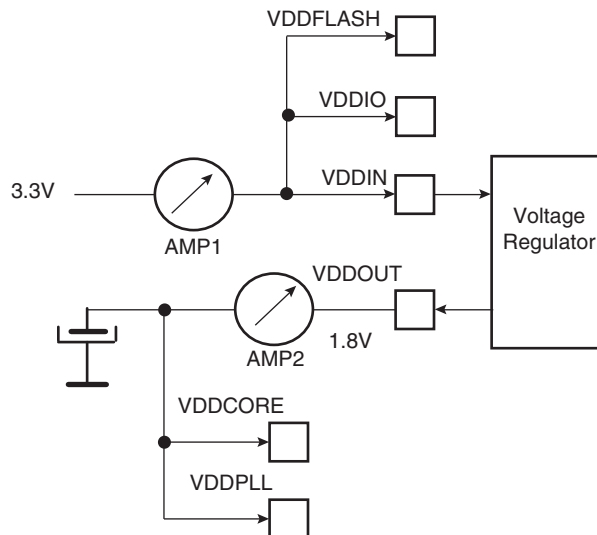 VDDFLASH
VDDIO
VDDIN
3.3V
AMP1
Voltage
Regulator
VDDOUT
1.8V
AMP2
VDDCORE
VDDPLL